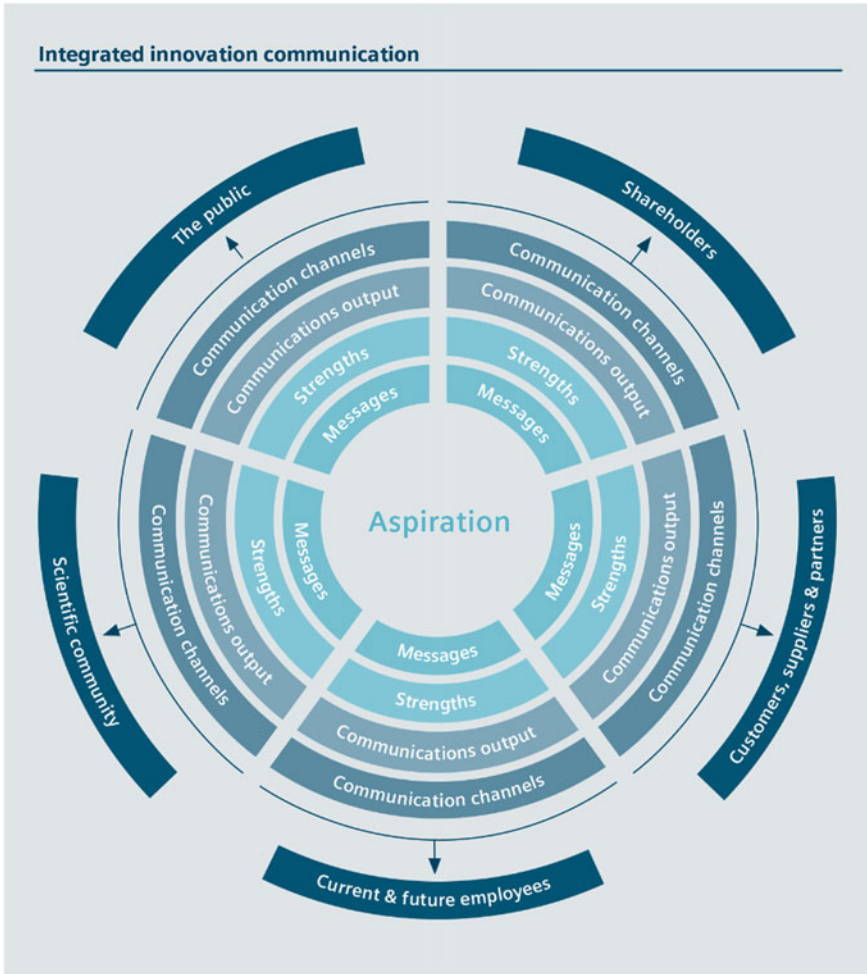 Integrated innovation communication
The public
Communication channels
Communications output
Strengths
Messages
Shareholders
Communication channels
Communications output
Strengths
Messages
Aspiration
Scientific community
Communication channels
Communications output
Strengths
Messages
Customers, suppliers & partners
Communication channels
Communications output
Strengths
Messages
Messages
Strengths
Communications output
Communication channels
Current & future employees